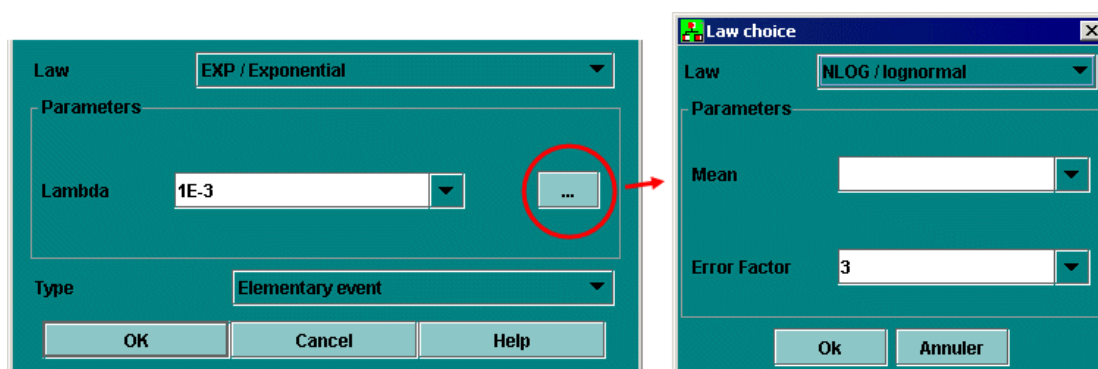 Law EXP / Exponential
Parameters
Lambda 1E-3 ...
Type Elementary event
OK Cancel Help
Law choice
Law NLOG / lognormal
Parameters
Mean
Error Factor 3
Ok Annuler